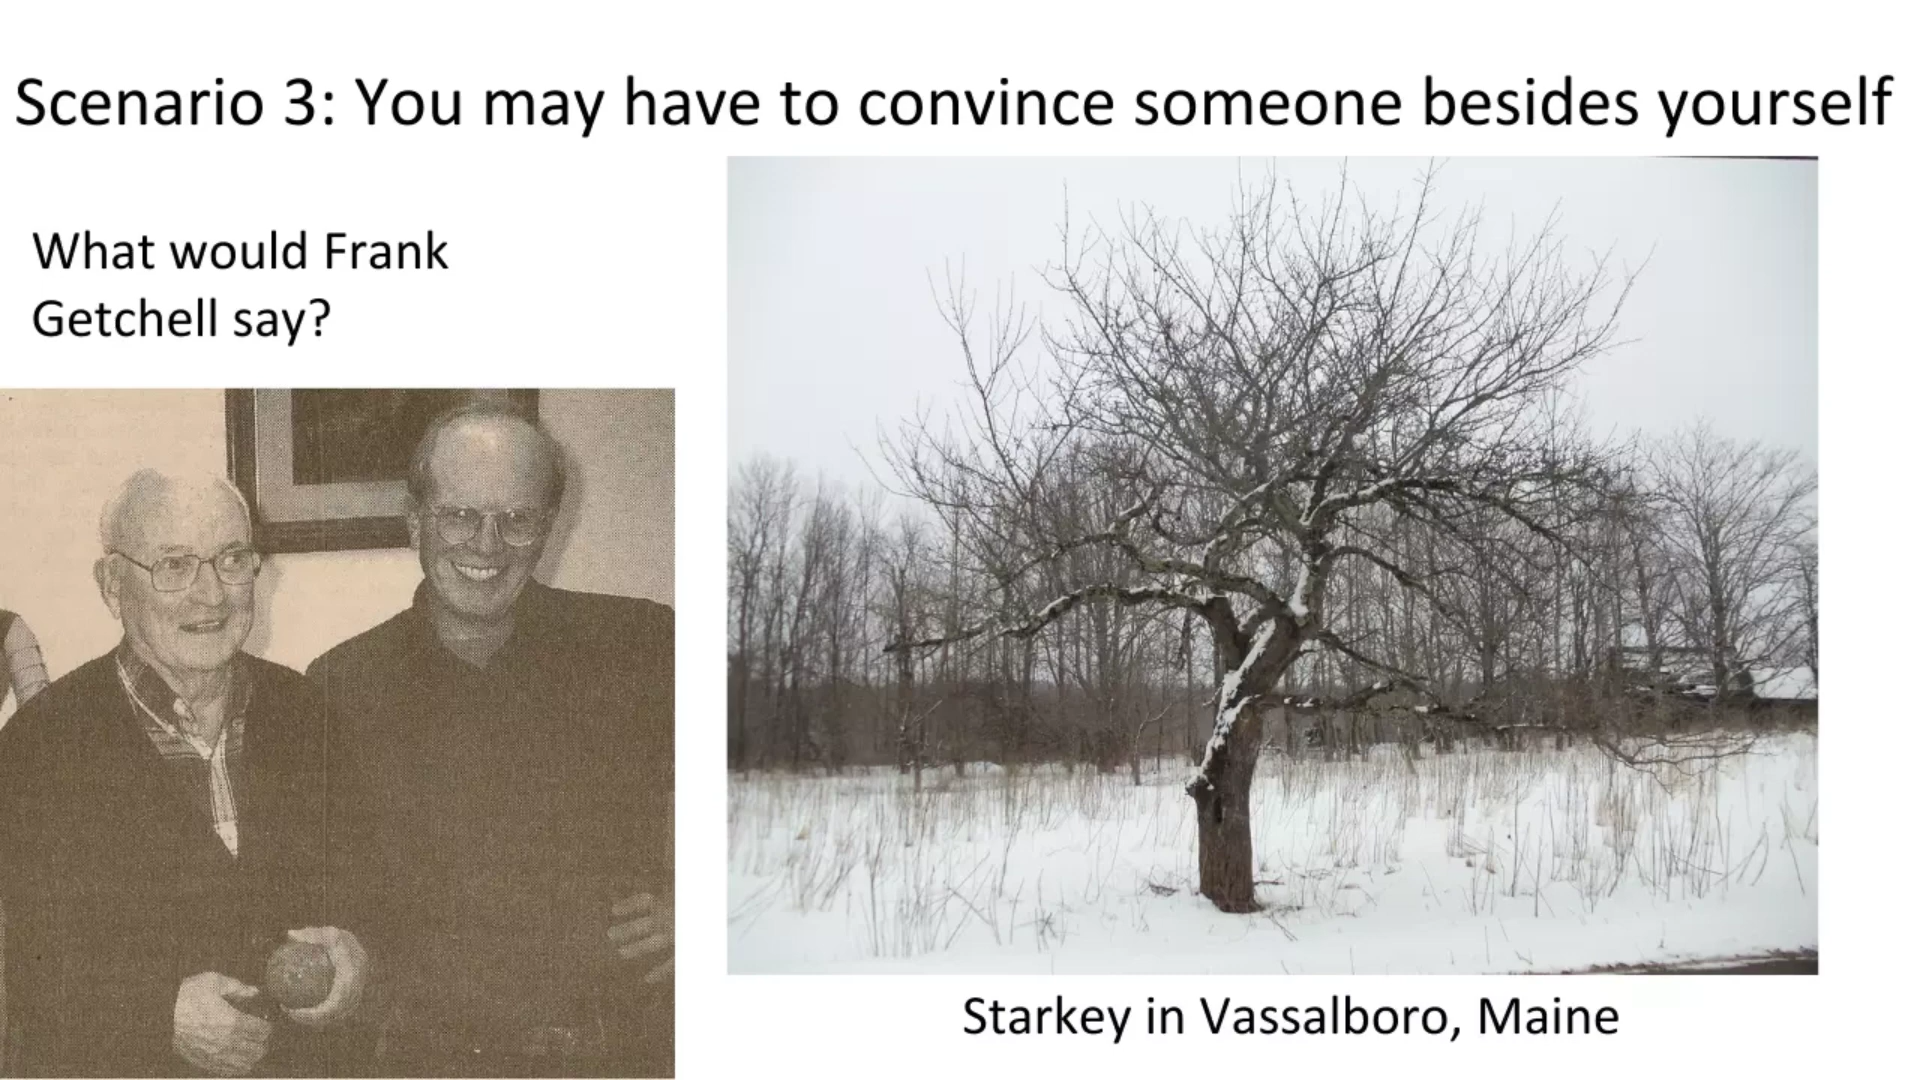 Scenario 3: You may have to convince someone besides yourself
What would Frank
Getchell say?
Starkey in Vassalboro, Maine